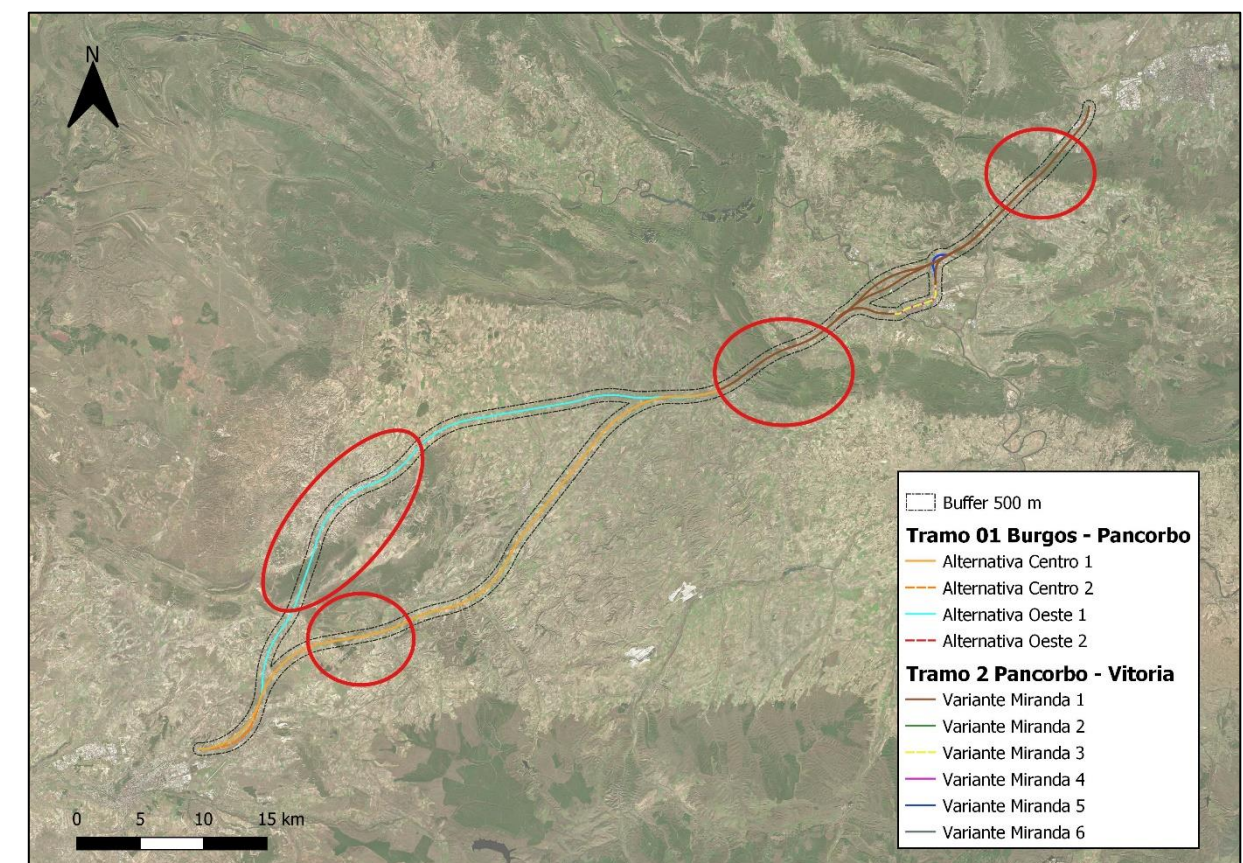 N
Buffer 500 m
Tramo 01 Burgos - Pancorbo
Alternativa Centro 1
Alternativa Centro 2
Alternativa Oeste 1
Alternativa Oeste 2
Tramo 2 Pancorbo - Vitoria
Variante Miranda 1
Variante Miranda 2
Variante Miranda 3
Variante Miranda 4
Variante Miranda 5
Variante Miranda 6
0 5 10 15 km